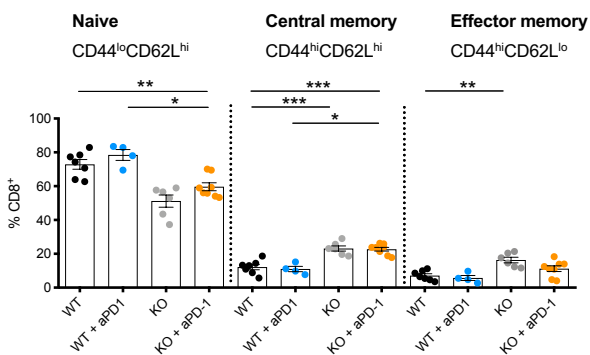 Naive Central memory Effector memory
CD44loCD62Lhi CD44hiCD62Lhi CD44hiCD62Llo
** *** **
*** 
* *
100
80
60
40
20
0
% CD8+
WT WT + aPD1 KO KO + aPD-1 WT WT + aPD1 KO KO + aPD-1 WT WT + aPD1 KO KO + aPD-1